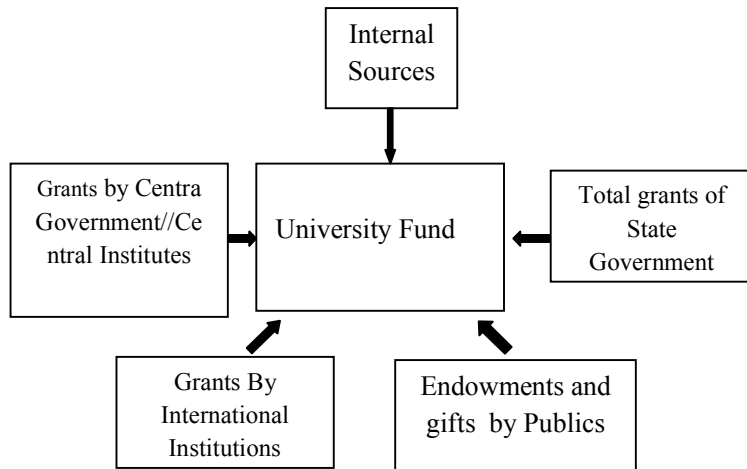 Internal
Sources
Grants by Centra
Government//Ce
ntral Institutes
University Fund
Total grants of
State
Government
Grants By
International
Institutions
Endowments and
gifts by Publics